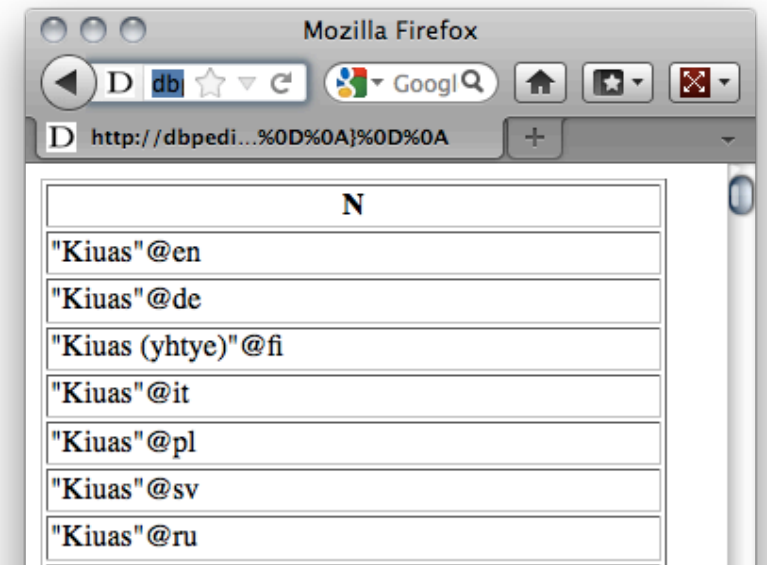 Mozilla Firefox
D db Googl
D http://dbpedi...%0D%0A}%0D%0A +
N
"Kiuas"@en
"Kiuas"@de
"Kiuas (yhtye)"@fi
"Kiuas"@it
"Kiuas"@pl
"Kiuas"@sv
"Kiuas"@ru